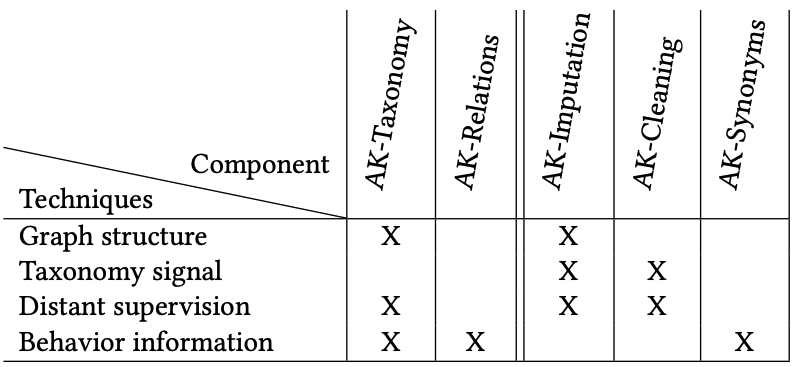 AK-Taxonomy AK-Relations AK-Imputation AK-Cleaning AK-Synonyms
Component
Techniques
Graph structure X X
Taxonomy signal X X
Distant supervision X X X
Behavior information X X X